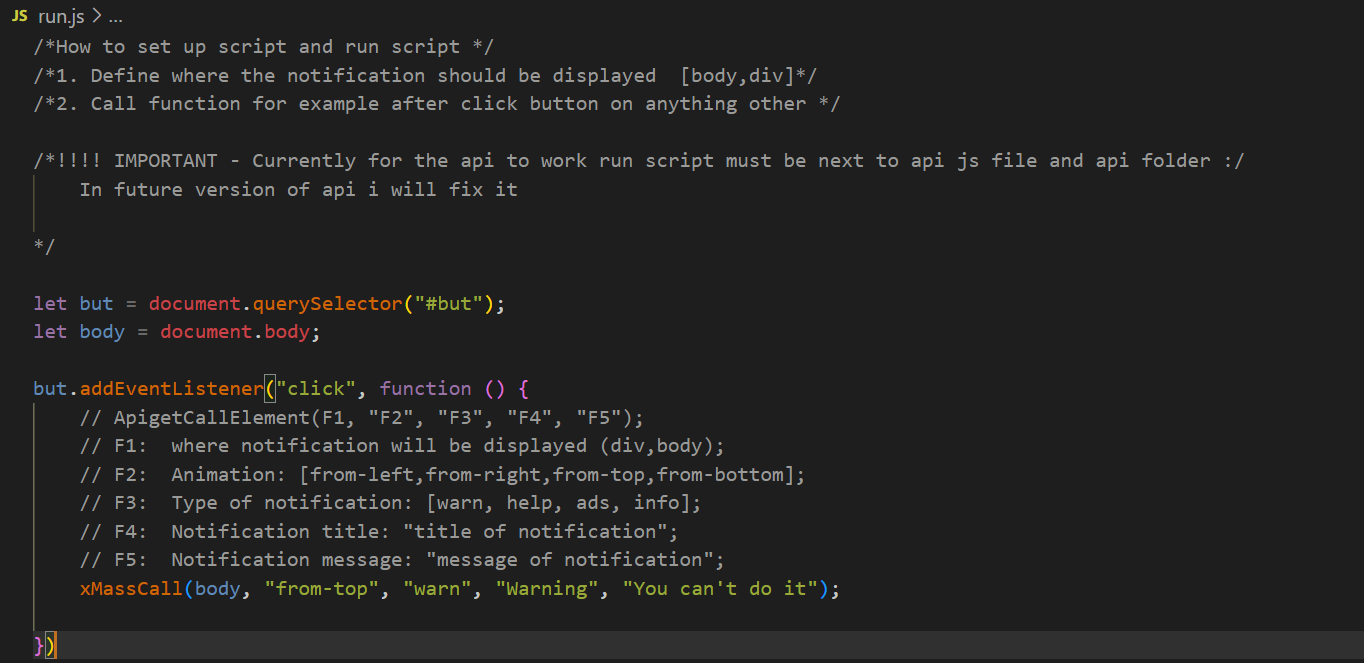 JS run.js > ...
/*How to set up script and run script */
/*1. Define where the notification should be displayed  [body,div]*/
/*2. Call function for example after click button on anything other */
/*!!!! IMPORTANT - Currently for the api to work run script must be next to api js file and api folder :/
    In future version of api i will fix it
*/
let but = document.querySelector("#but");
let body = document.body;
but.addEventListener("click", function () {
    // ApigetCallElement(F1, "F2", "F3", "F4", "F5");
    // F1:  where notification will be displayed (div,body);
    // F2:  Animation: [from-left,from-right,from-top,from-bottom];
    // F3:  Type of notification: [warn, help, ads, info];
    // F4:  Notification title: "title of notification";
    // F5:  Notification message: "message of notification";
    xMassCall(body, "from-top", "warn", "Warning", "You can't do it");
})